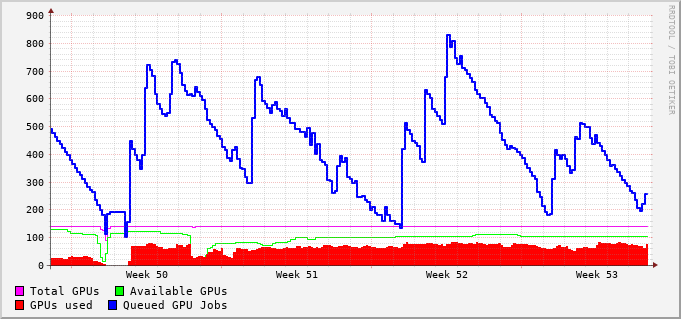 900
800
700
600
500
400
300
200
100
0
Week 50 Week 51 Week 52 Week 53
Total GPUs Available GPUs
GPUs used Queued GPU Jobs
RRDTOOL / TOBI OETIKER